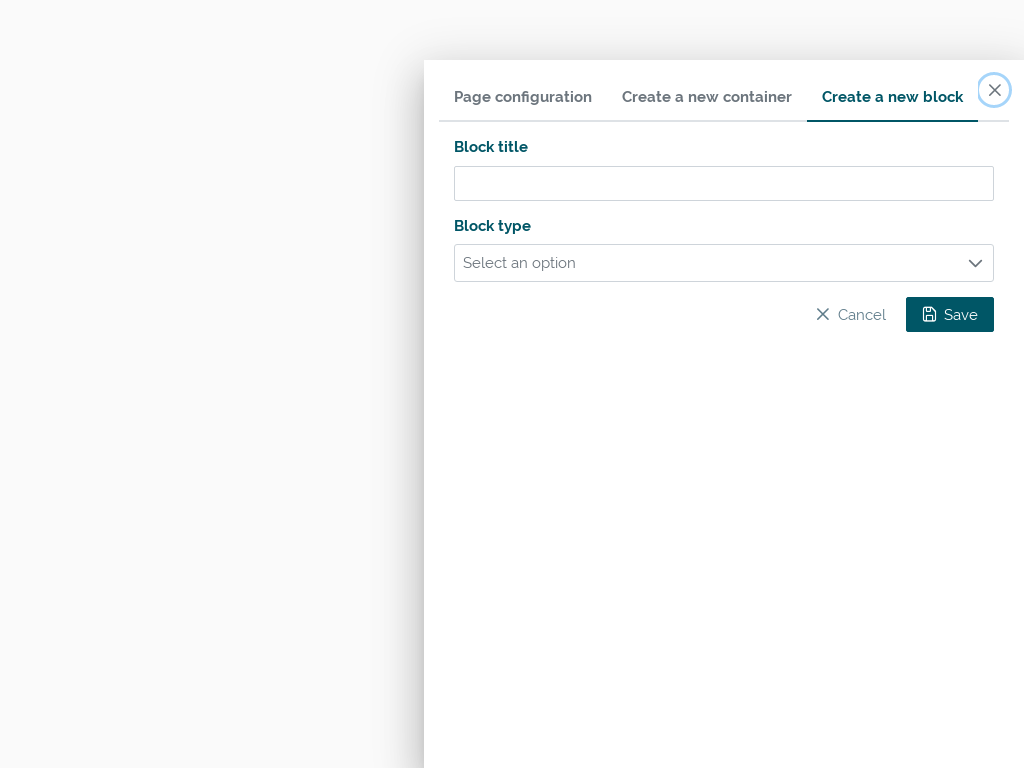 Page configuration
Create a new container
Create a new block
Block title
Block type
Select an option
Cancel
Save